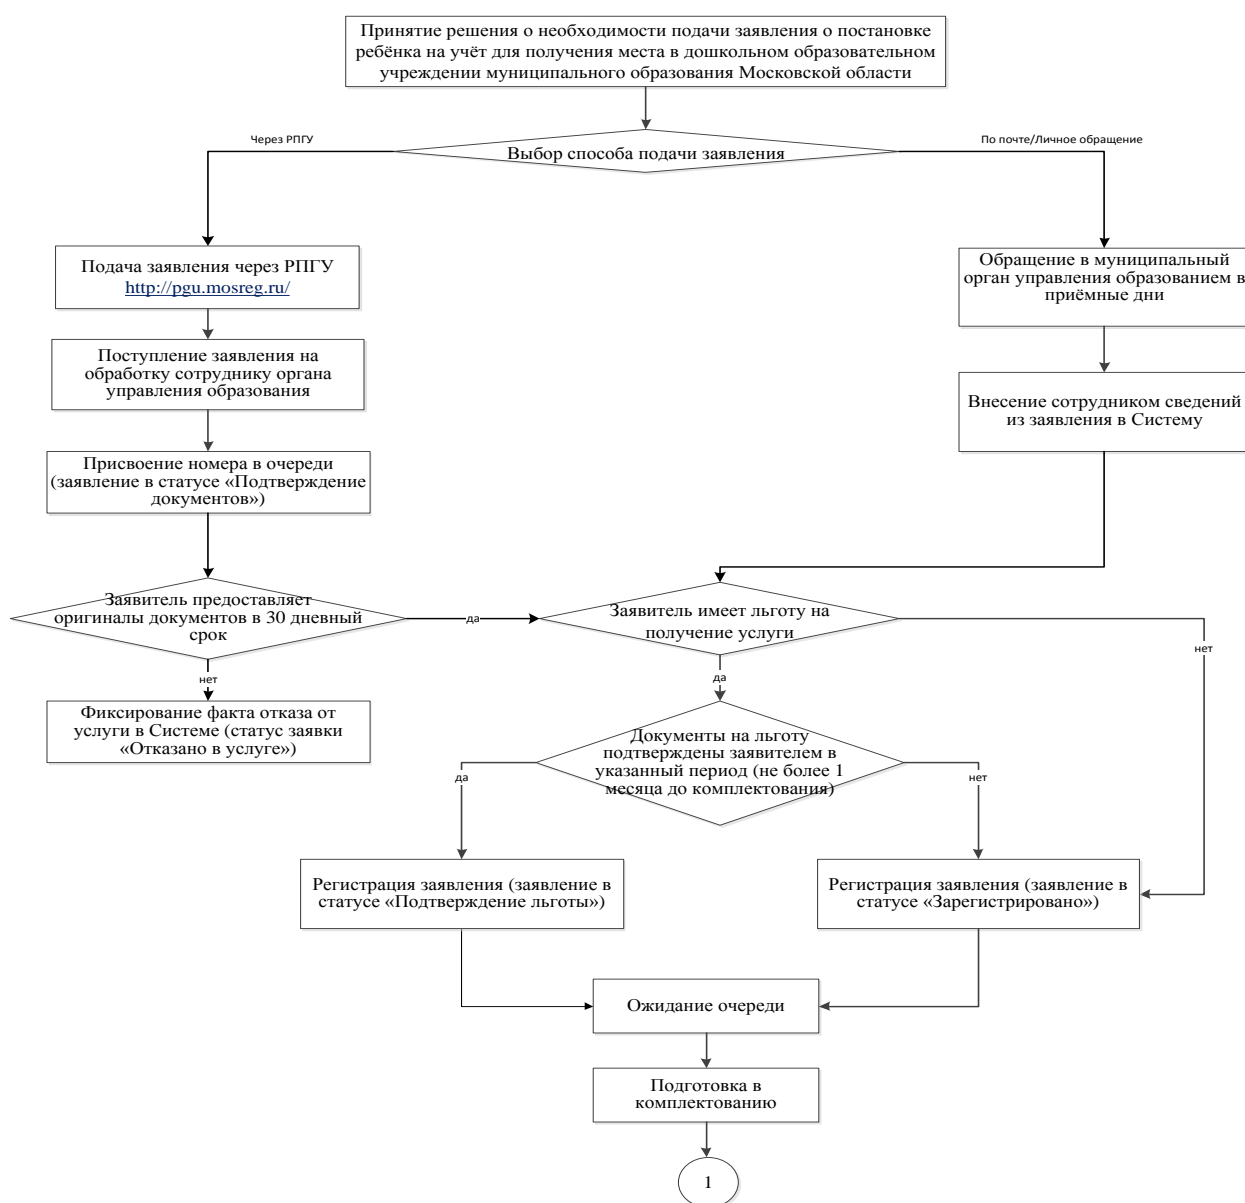 Принятие решения о необходимости подачи заявления о постановке
ребёнка на учёт для получения места в дошкольном образовательном
учреждении муниципального образования Московской области
Через РПГУ
По почте/Личное обращение
Выбор способа подачи заявления
Подача заявления через РПГУ
http://pgu.mosreg.ru/
Обращение в муниципальный
орган управления образованием в
приёмные дни
Поступление заявления на
обработку сотруднику органа
управления образования
Внесение сотрудником сведений
из заявления в Систему
Присвоение номера в очереди
(заявление в статусе «Подтверждение
документов»)
Заявитель предоставляет
оригиналы документов в 30 дневный
срок
да
Заявитель имеет льготу на
получение услуги
нет
нет
да
Фиксирование факта отказа от
услуги в Системе (статус заявки
«Отказано в услуге»)
Документы на льготу
подтверждены заявителем в
указанный период (не более 1
месяца до комплектования)
да
нет
Регистрация заявления (заявление в
статусе «Подтверждение льготы»)
Регистрация заявления (заявление в
статусе «Зарегистрировано»)
Ожидание очереди
Подготовка в
комплектованию
1